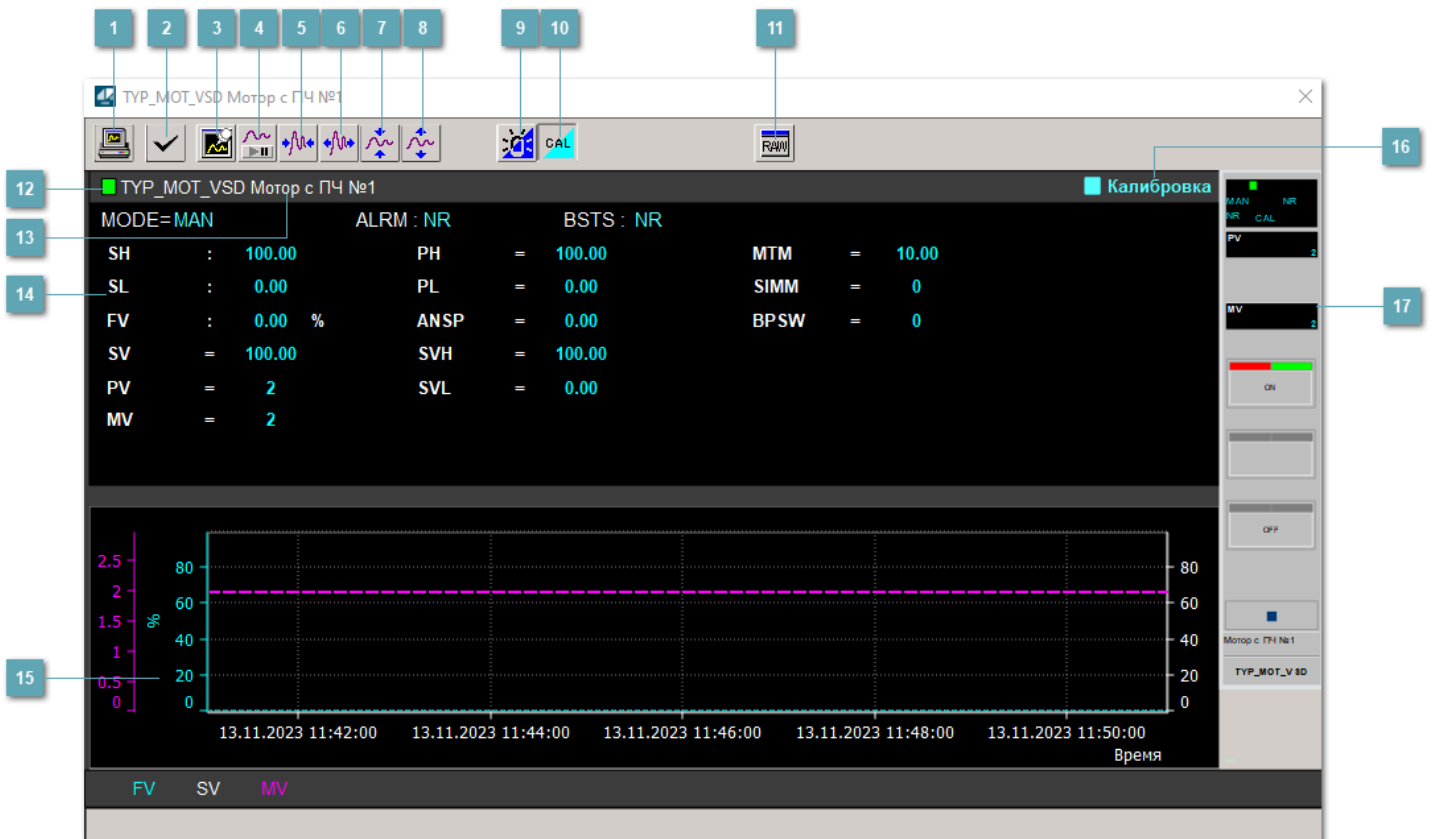 1 2 3 4 5 6 7 8 9 10 11
TYP_MOT_VSD Мотор с ПЧ №1
CAL RAW
16
12
TYP_MOT_VSD Мотор с ПЧ №1 Калибровка
MODE=MAN ALRM : NR BSTS : NR
13
SH : 100.00 PH = 100.00 MTM = 10.00
14
SL : 0.00 PL = 0.00 SIMM = 0
FV : 0.00 % ANSP = 0.00 BPSW = 0
SV = 100.00 SVH = 100.00
PV = 2 SVL = 0.00
MV = 2
MAN NR
NR CAL
PV
2
MV
2
17
ON
OFF
Мотор с ПЧ №1
TYP_MOT_VSD
15
2.5
2
1.5
1
0.5
0
%
80
60
40
20
0
80
60
40
20
0
13.11.2023 11:42:00 13.11.2023 11:44:00 13.11.2023 11:46:00 13.11.2023 11:48:00 13.11.2023 11:50:00
Время
FV SV MV